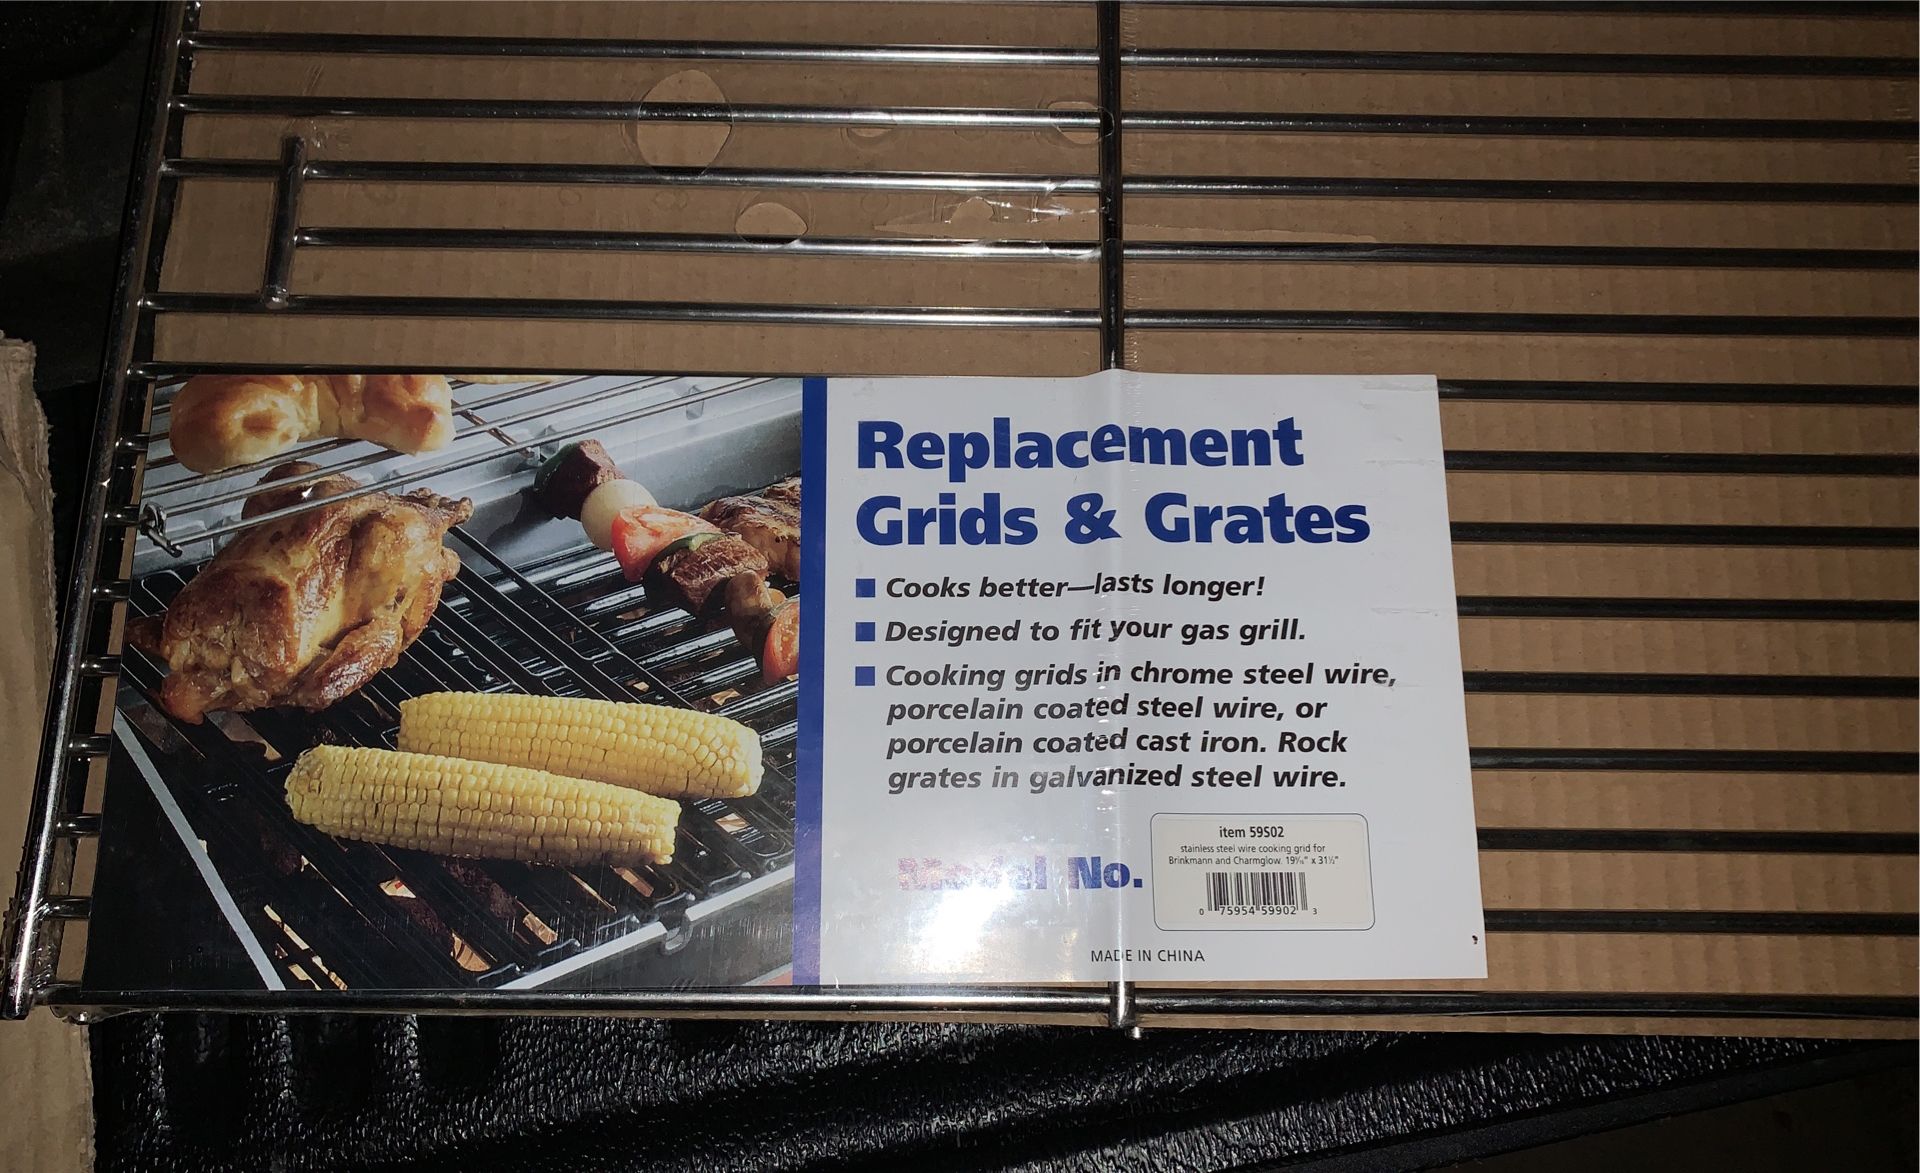 Replacement
Grids & Grates
Cooks better—lasts longer!
Designed to fit your gas grill.
Cooking grids in chrome steel wire,
porcelain coated steel wire, or
porcelain coated cast iron. Rock
grates in galvanized steel wire.
Model No.
item 59S02
stainless steel wire cooking grid for
Brinkmann and Charmglow. x 31½"
0 75954 59902 3
MADE IN CHINA